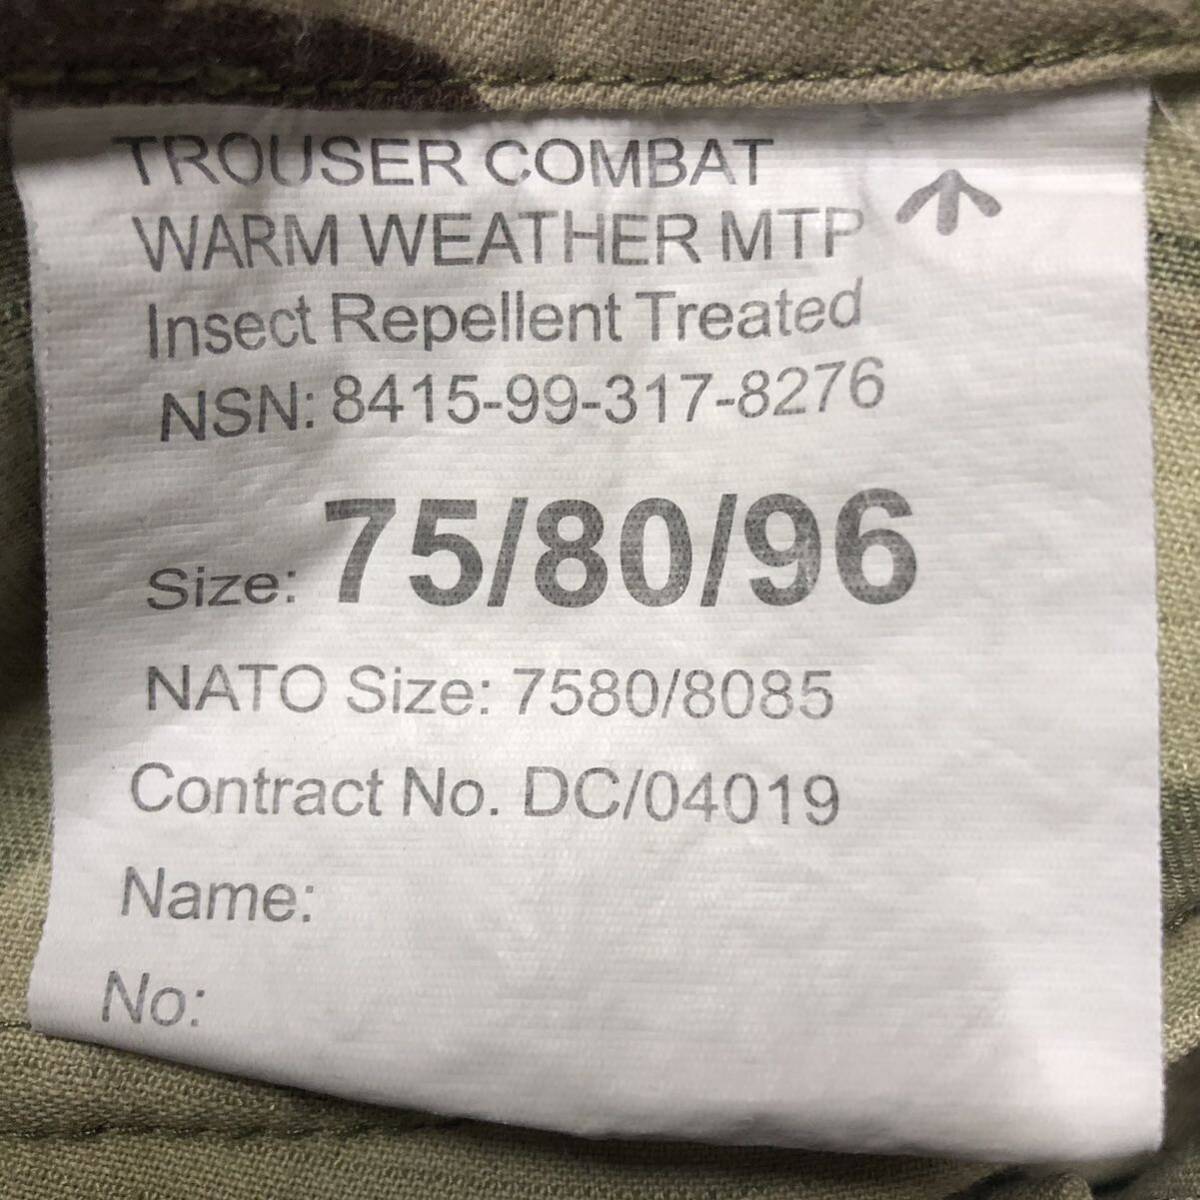 TROUSER COMBAT
WARM WEATHER MTP
Insect Repellent Treated
NSN: 8415-99-317-8276
Size: 75/80/96
NATO Size: 7580/8085
Contract No. DC/04019
Name:
No: